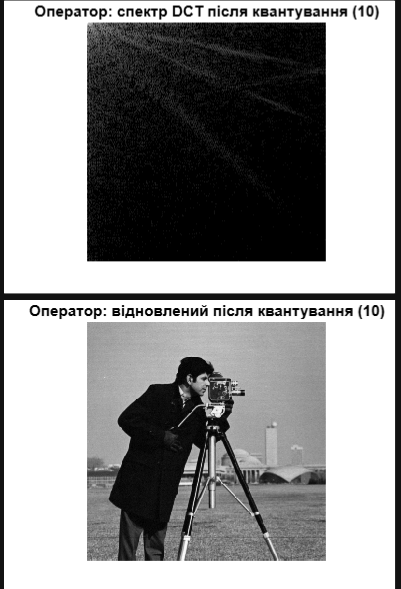 Оператор: спектр DCT після квантування (10)
Оператор: відновлений після квантування (10)